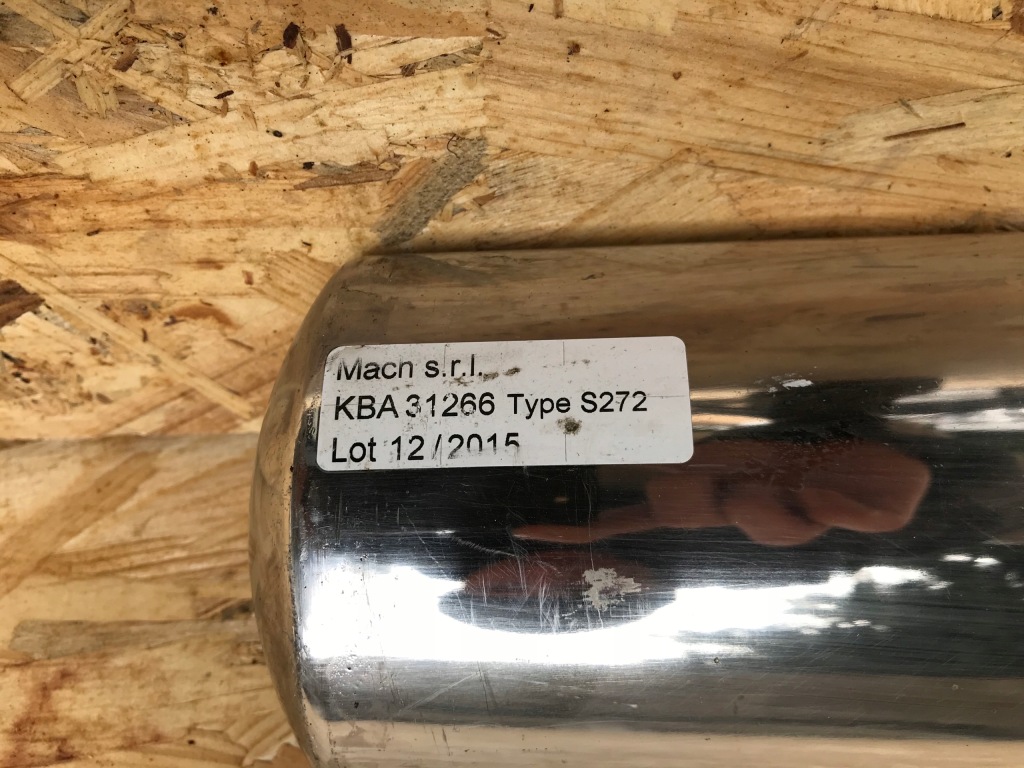 Mach s.r.l.
KBA 31266 Type S272
Lot 12/2015